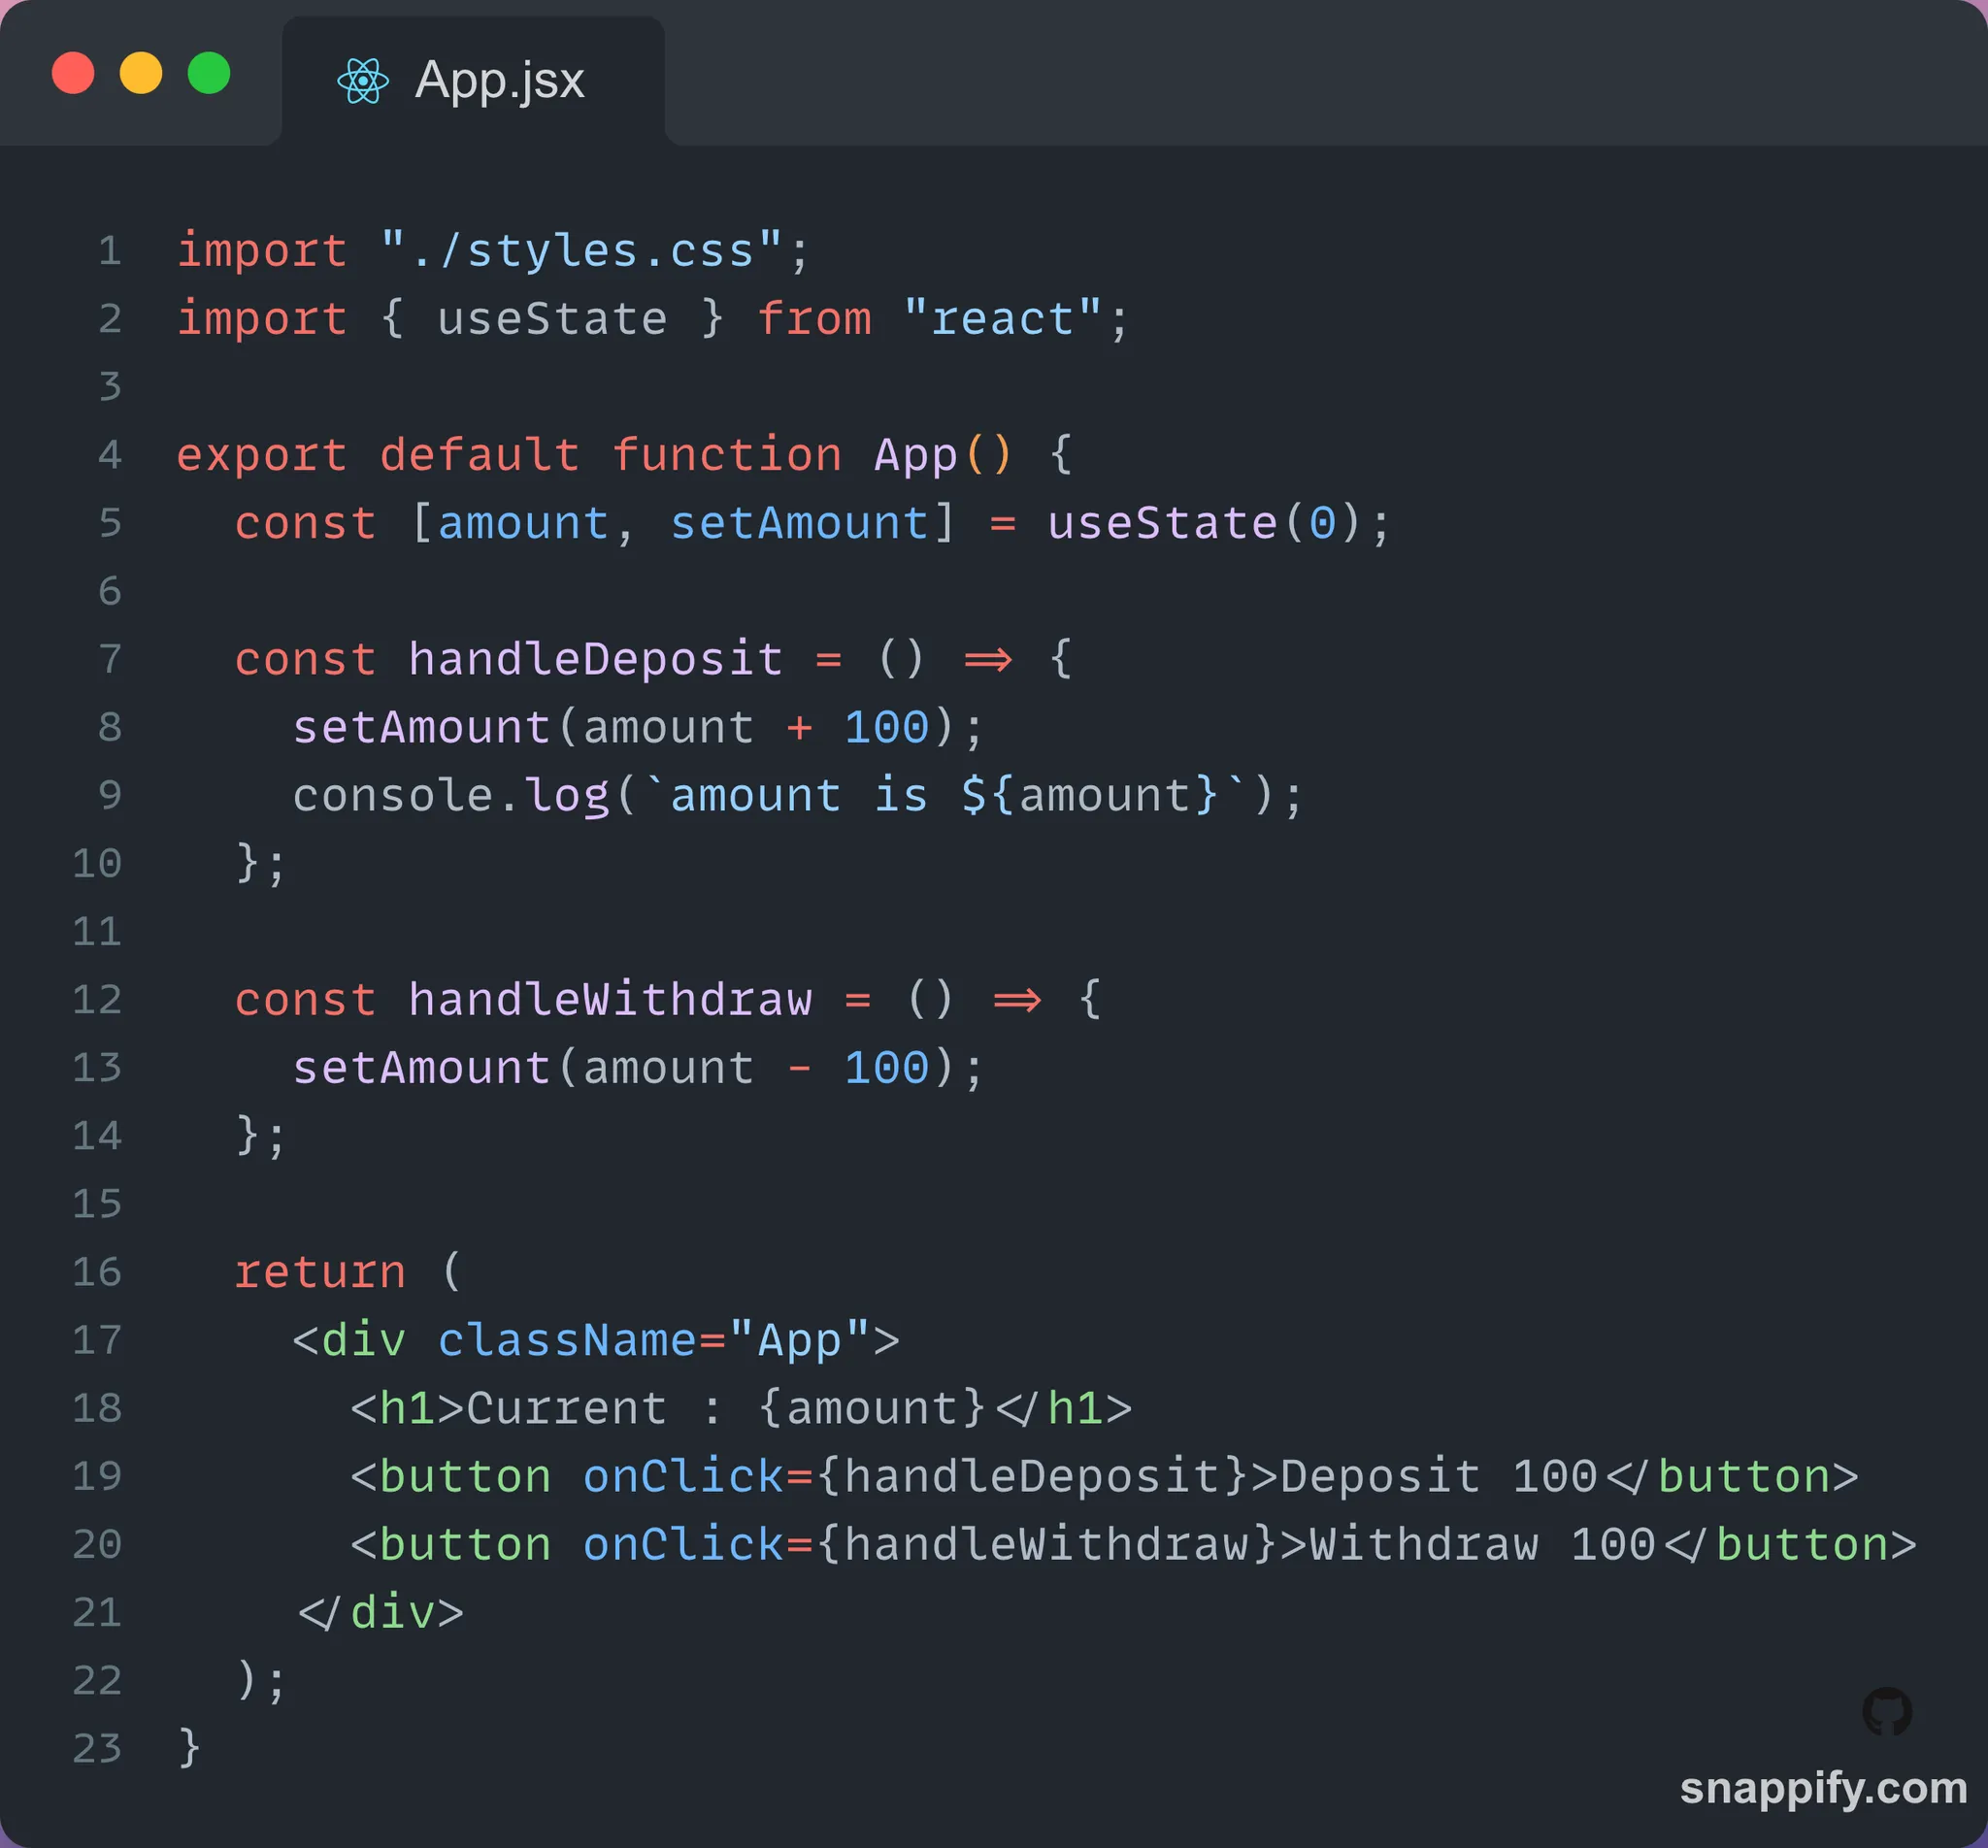 App.jsx
1 import "./styles.css";
2 import { useState } from "react";
3
4 export default function App() {
5   const [amount, setAmount] = useState(0);
6
7   const handleDeposit = () => {
8     setAmount(amount + 100);
9     console.log(`amount is ${amount}`);
10   };
11
12   const handleWithdraw = () => {
13     setAmount(amount - 100);
14   };
15
16   return (
17     <div className="App">
18       <h1>Current : {amount}</h1>
19       <button onClick={handleDeposit}>Deposit 100</button>
20       <button onClick={handleWithdraw}>Withdraw 100</button>
21     </div>
22   );
23 }
snappify.com